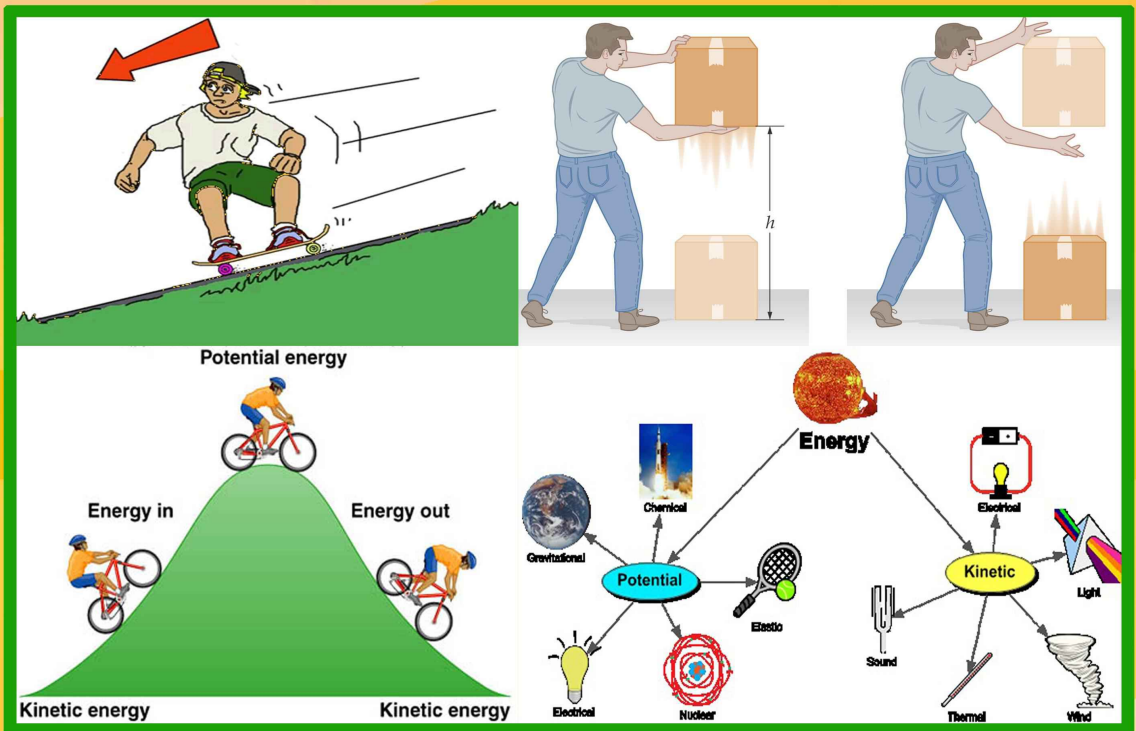 h
Potential energy
Energy in
Energy out
Kinetic energy
Kinetic energy
Energy
Chemical
Electrical
Gravitational
Potential
Kinetic
Light
Elastic
Sound
Electrical
Nuclear
Thermal
Wind